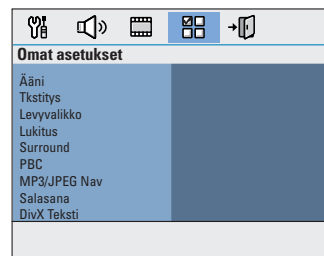 Omat asetukset
Ääni
Tkstitys
Levyvalikko
Lukitus
Surround
PBC
MP3/JPEG Nav
Salasana
DivX Teksti